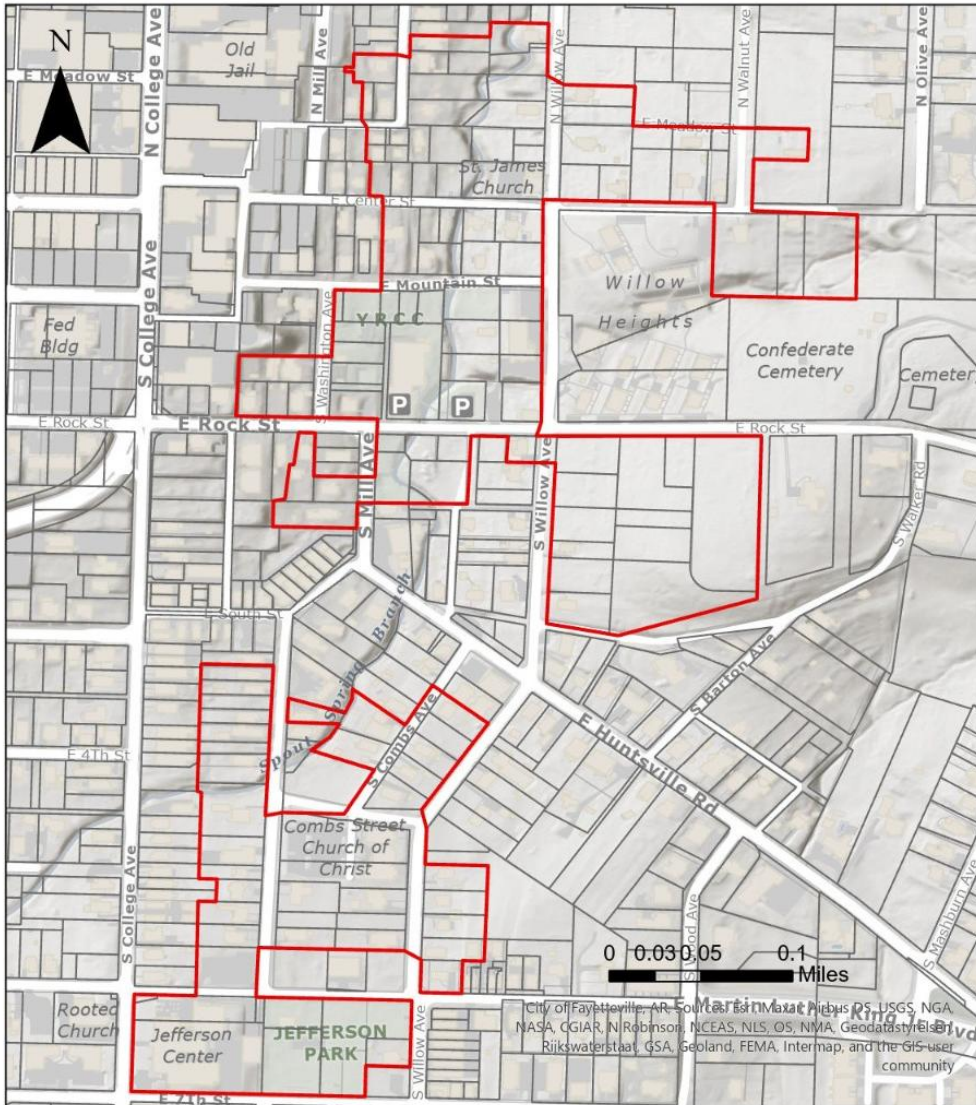 N
E Meadow St
N College Ave
Old
Jail
N Mill Ave
N Willow Ave
N Walnut Ave
N Olive Ave
E Meadow St
St. James
Church
E Center St
S College Ave
Fed
Bldg
E Mountain St
YRCC
S Washington Ave
Willow
Heights
Confederate
Cemetery
Cemetery
P
P
E Rock St
E Rock St
E Rock St
S Mill Ave
S Willow Ave
S Walker Rd
E South St
Spout Spring Branch
S Barton Ave
S Combs Ave
E Huntsville Rd
E 4Th St
Combs Street
Church of
Christ
S College Ave
S Wood Ave
S Mashburn Ave
0 0.03 0.05 0.1
Miles
Rooted
Church
Jefferson
Center
JEFFERSON
PARK
S Willow Ave
E Martin Luther King Jr Blvd
City of Fayetteville, AR, Sources: Esri, Maxar, Airbus DS, USGS, NGA,
NASA, CGIAR, N Robinson, NCEAS, NLS, OS, NMA, Geodatastyrelsen,
Rijkswaterstaat, GSA, Geoland, FEMA, Intermap, and the GIS user
community
E 7Th St